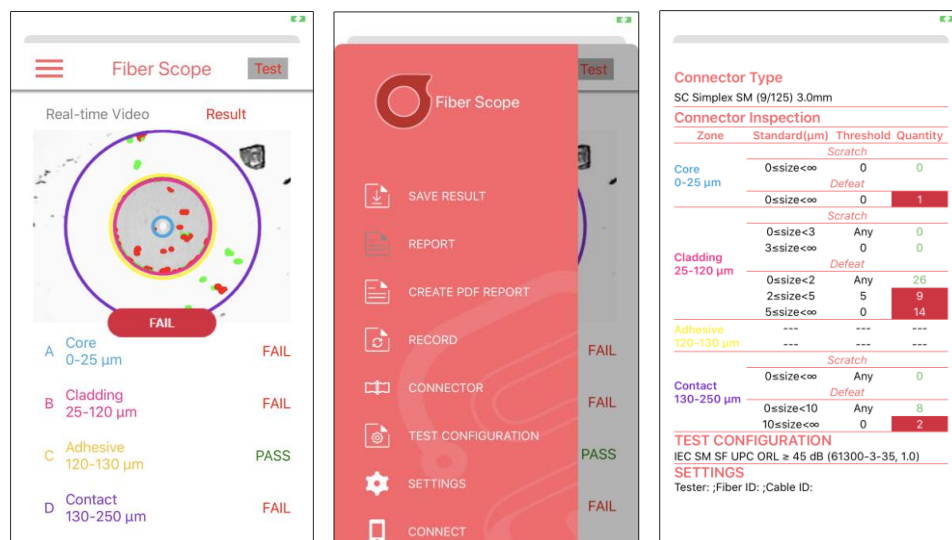 Fiber Scope
Test
Real-time Video
Result
FAIL
A
Core
0-25 µm
FAIL
B
Cladding
25-120 µm
FAIL
C
Adhesive
120-130 µm
PASS
D
Contact
130-250 µm
FAIL
Test
Fiber Scope
SAVE RESULT
REPORT
CREATE PDF REPORT
RECORD
CONNECTOR
TEST CONFIGURATION
SETTINGS
CONNECT
FAIL
FAIL
PASS
FAIL
Connector Type
SC Simplex SM (9/125) 3.0mm
Connector Inspection
Zone Standard(µm) Threshold Quantity
Core
0-25 µm
Scratch
0≤size<∞ 0 0
Defeat
0≤size<∞ 0 1
Cladding
25-120 µm
Scratch
0≤size<3 Any 0
3≤size<∞ 0 0
Defeat
0≤size<2 Any 26
2≤size<5 5 9
5≤size<∞ 0 14
Adhesive
120-130 µm
--- --- ---
--- --- ---
Contact
130-250 µm
Scratch
0≤size<∞ Any 0
Defeat
0≤size<10 Any 8
10≤size<∞ 0 2
TEST CONFIGURATION
IEC SM SF UPC ORL ≥ 45 dB (61300-3-35, 1.0)
SETTINGS
Tester: ;Fiber ID: ;Cable ID: